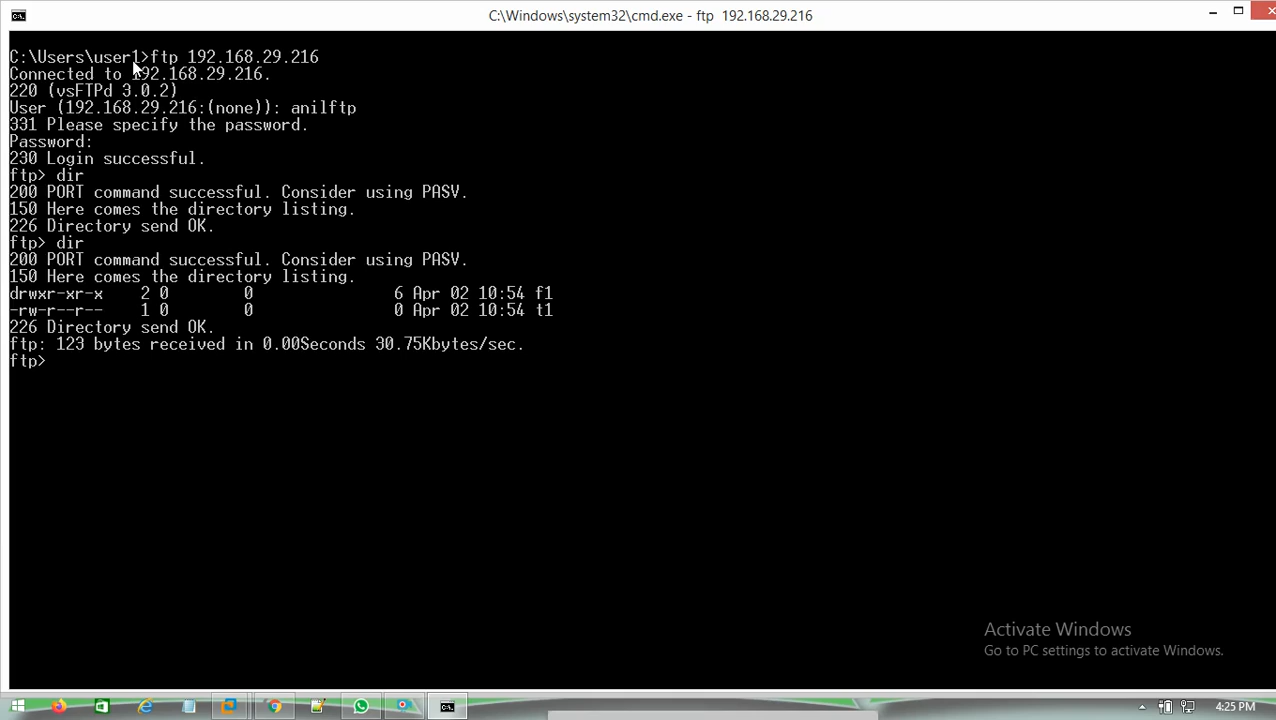 C:\Windows\system32\cmd.exe - ftp 192.168.29.216
C:\Users\user1>ftp 192.168.29.216
Connected to 192.168.29.216.
220 (vsFTPd 3.0.2)
User (192.168.29.216:(none)): anilftp
331 Please specify the password.
Password:
230 Login successful.
ftp> dir
200 PORT command successful. Consider using PASV.
150 Here comes the directory listing.
226 Directory send OK.
ftp> dir
200 PORT command successful. Consider using PASV.
150 Here comes the directory listing.
drwxr-xr-x    2 0        0               6 Apr 02 10:54 f1
-rw-r--r--    1 0        0               0 Apr 02 10:54 t1
226 Directory send OK.
ftp: 123 bytes received in 0.00Seconds 30.75Kbytes/sec.
ftp>
Activate Windows
Go to PC settings to activate Windows.
4:25 PM